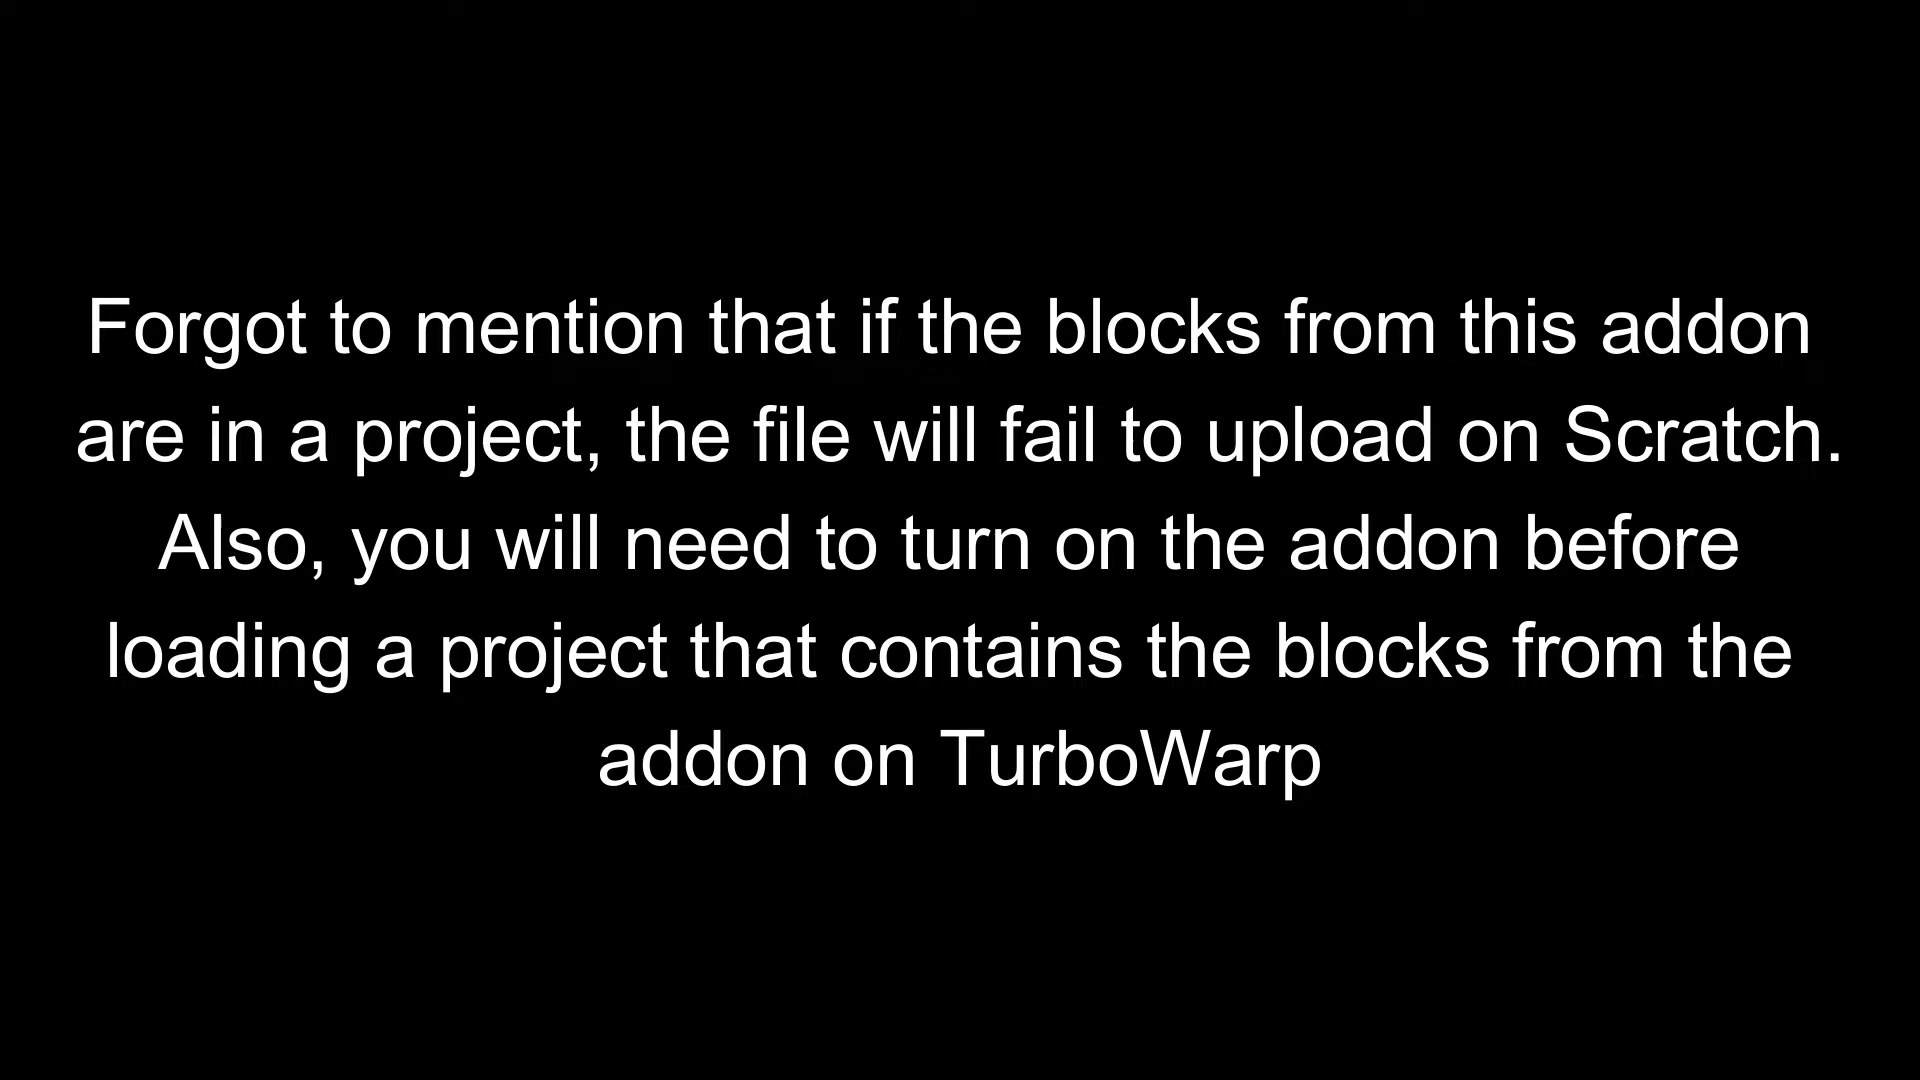 Forgot to mention that if the blocks from this addon
are in a project, the file will fail to upload on Scratch.
Also, you will need to turn on the addon before
loading a project that contains the blocks from the
addon on TurboWarp